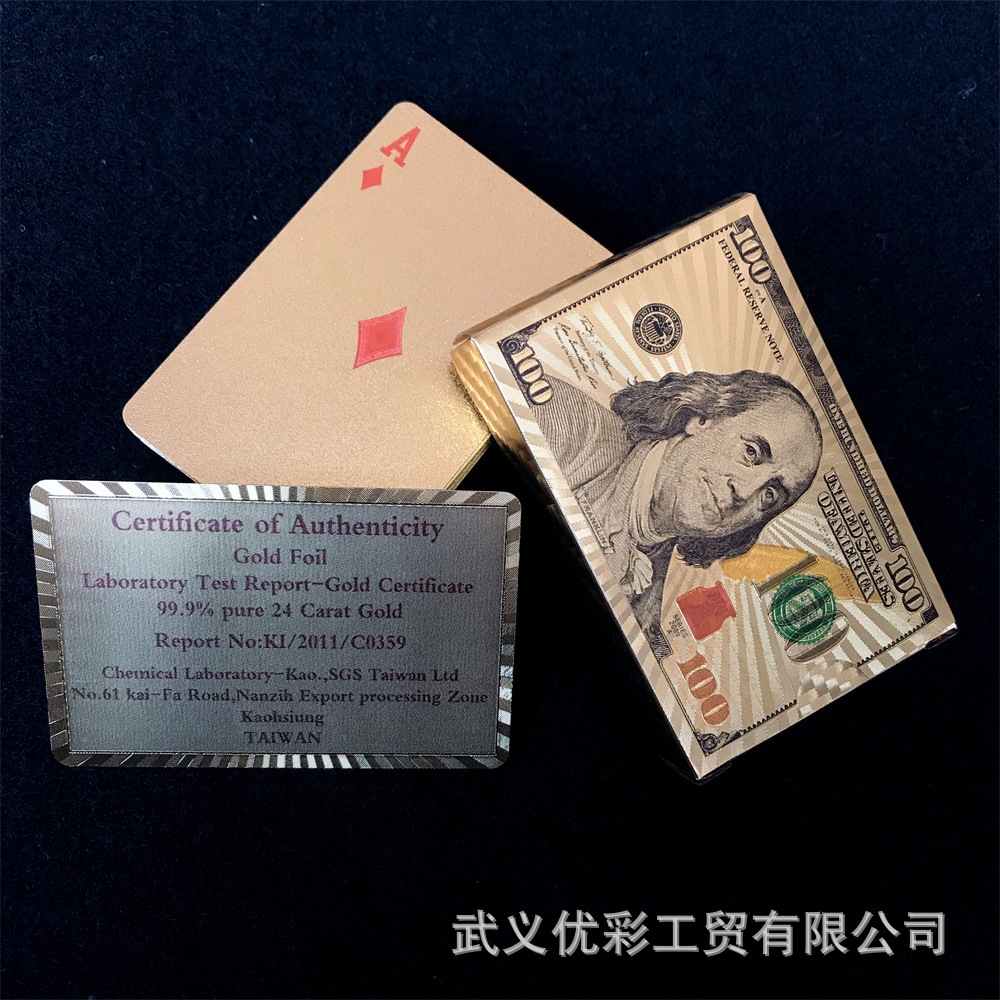 A
100
FEDERAL RESERVE NOTE
100
UNITED STATES
OF AMERICA
100
100
Certificate of Authenticity
Gold Foil
Laboratory Test Report-Gold Certificate
99.9% pure 24 Carat Gold
Report No:KI/2011/C0359
Chemical Laboratory-Kao.,SGS Taiwan Ltd
No.61 kai-Fa Road,Nanzih Export processing Zone
Kaohsiung
TAIWAN
武义优彩工贸有限公司